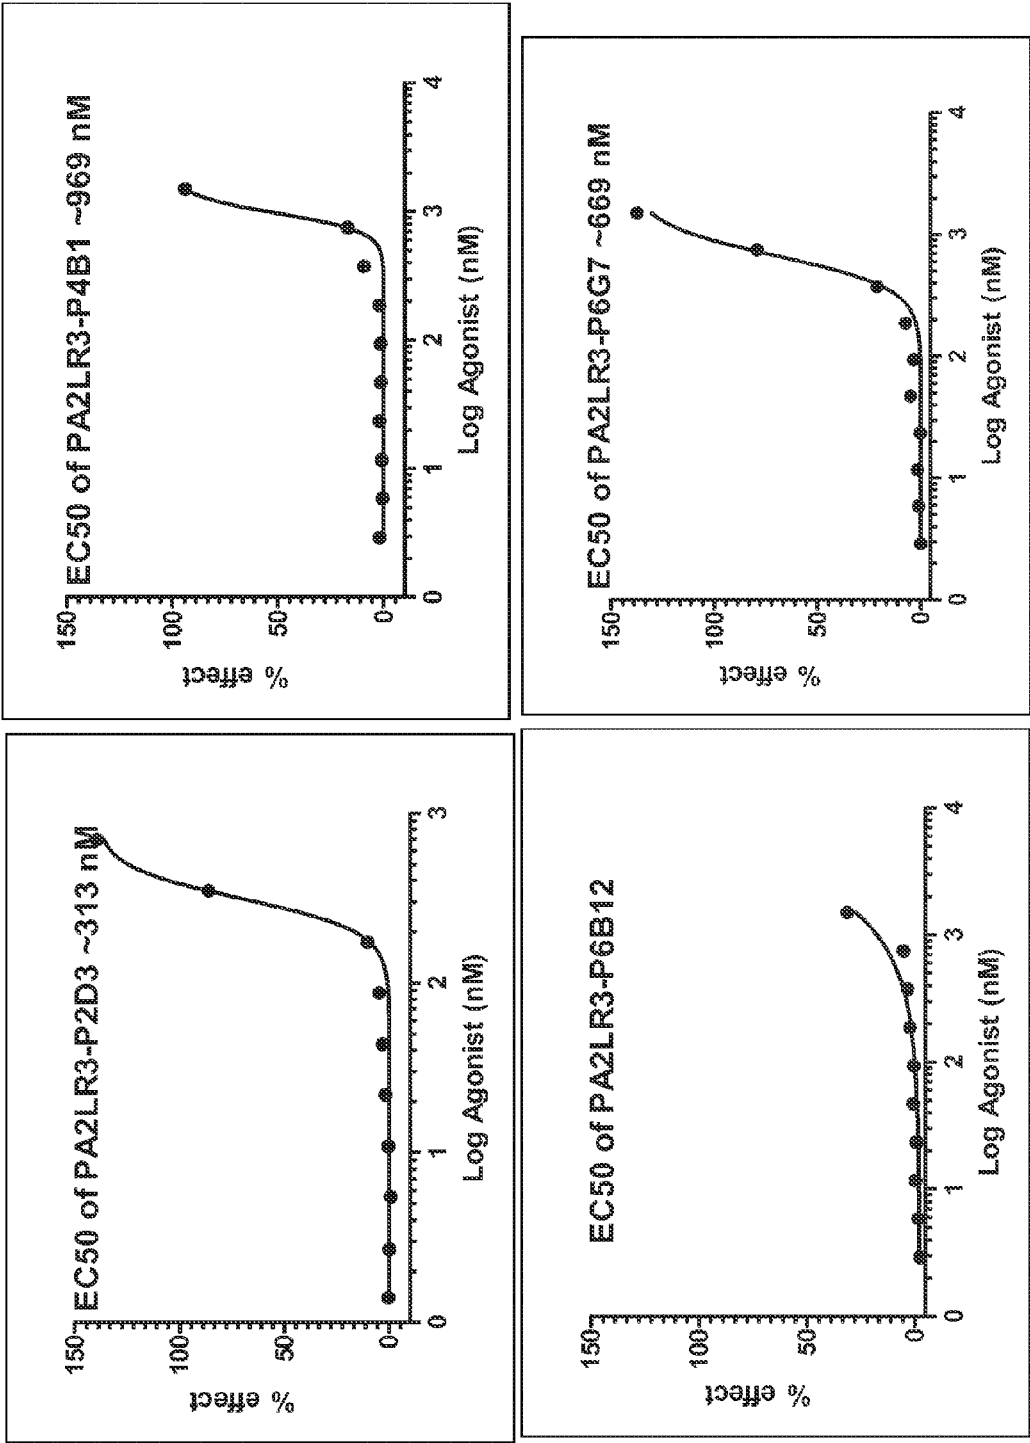 EC50 of PA2LR3-P2D3 ~313 nM
150
100
50
0
% effect
0 1 2 3
Log Agonist (nM)
EC50 of PA2LR3-P4B1 ~969 nM
150
100
50
0
% effect
0 1 2 3 4
Log Agonist (nM)
EC50 of PA2LR3-P6B12
150
100
50
0
% effect
0 1 2 3 4
Log Agonist (nM)
EC50 of PA2LR3-P6G7 ~669 nM
150
100
50
0
% effect
0 1 2 3 4
Log Agonist (nM)